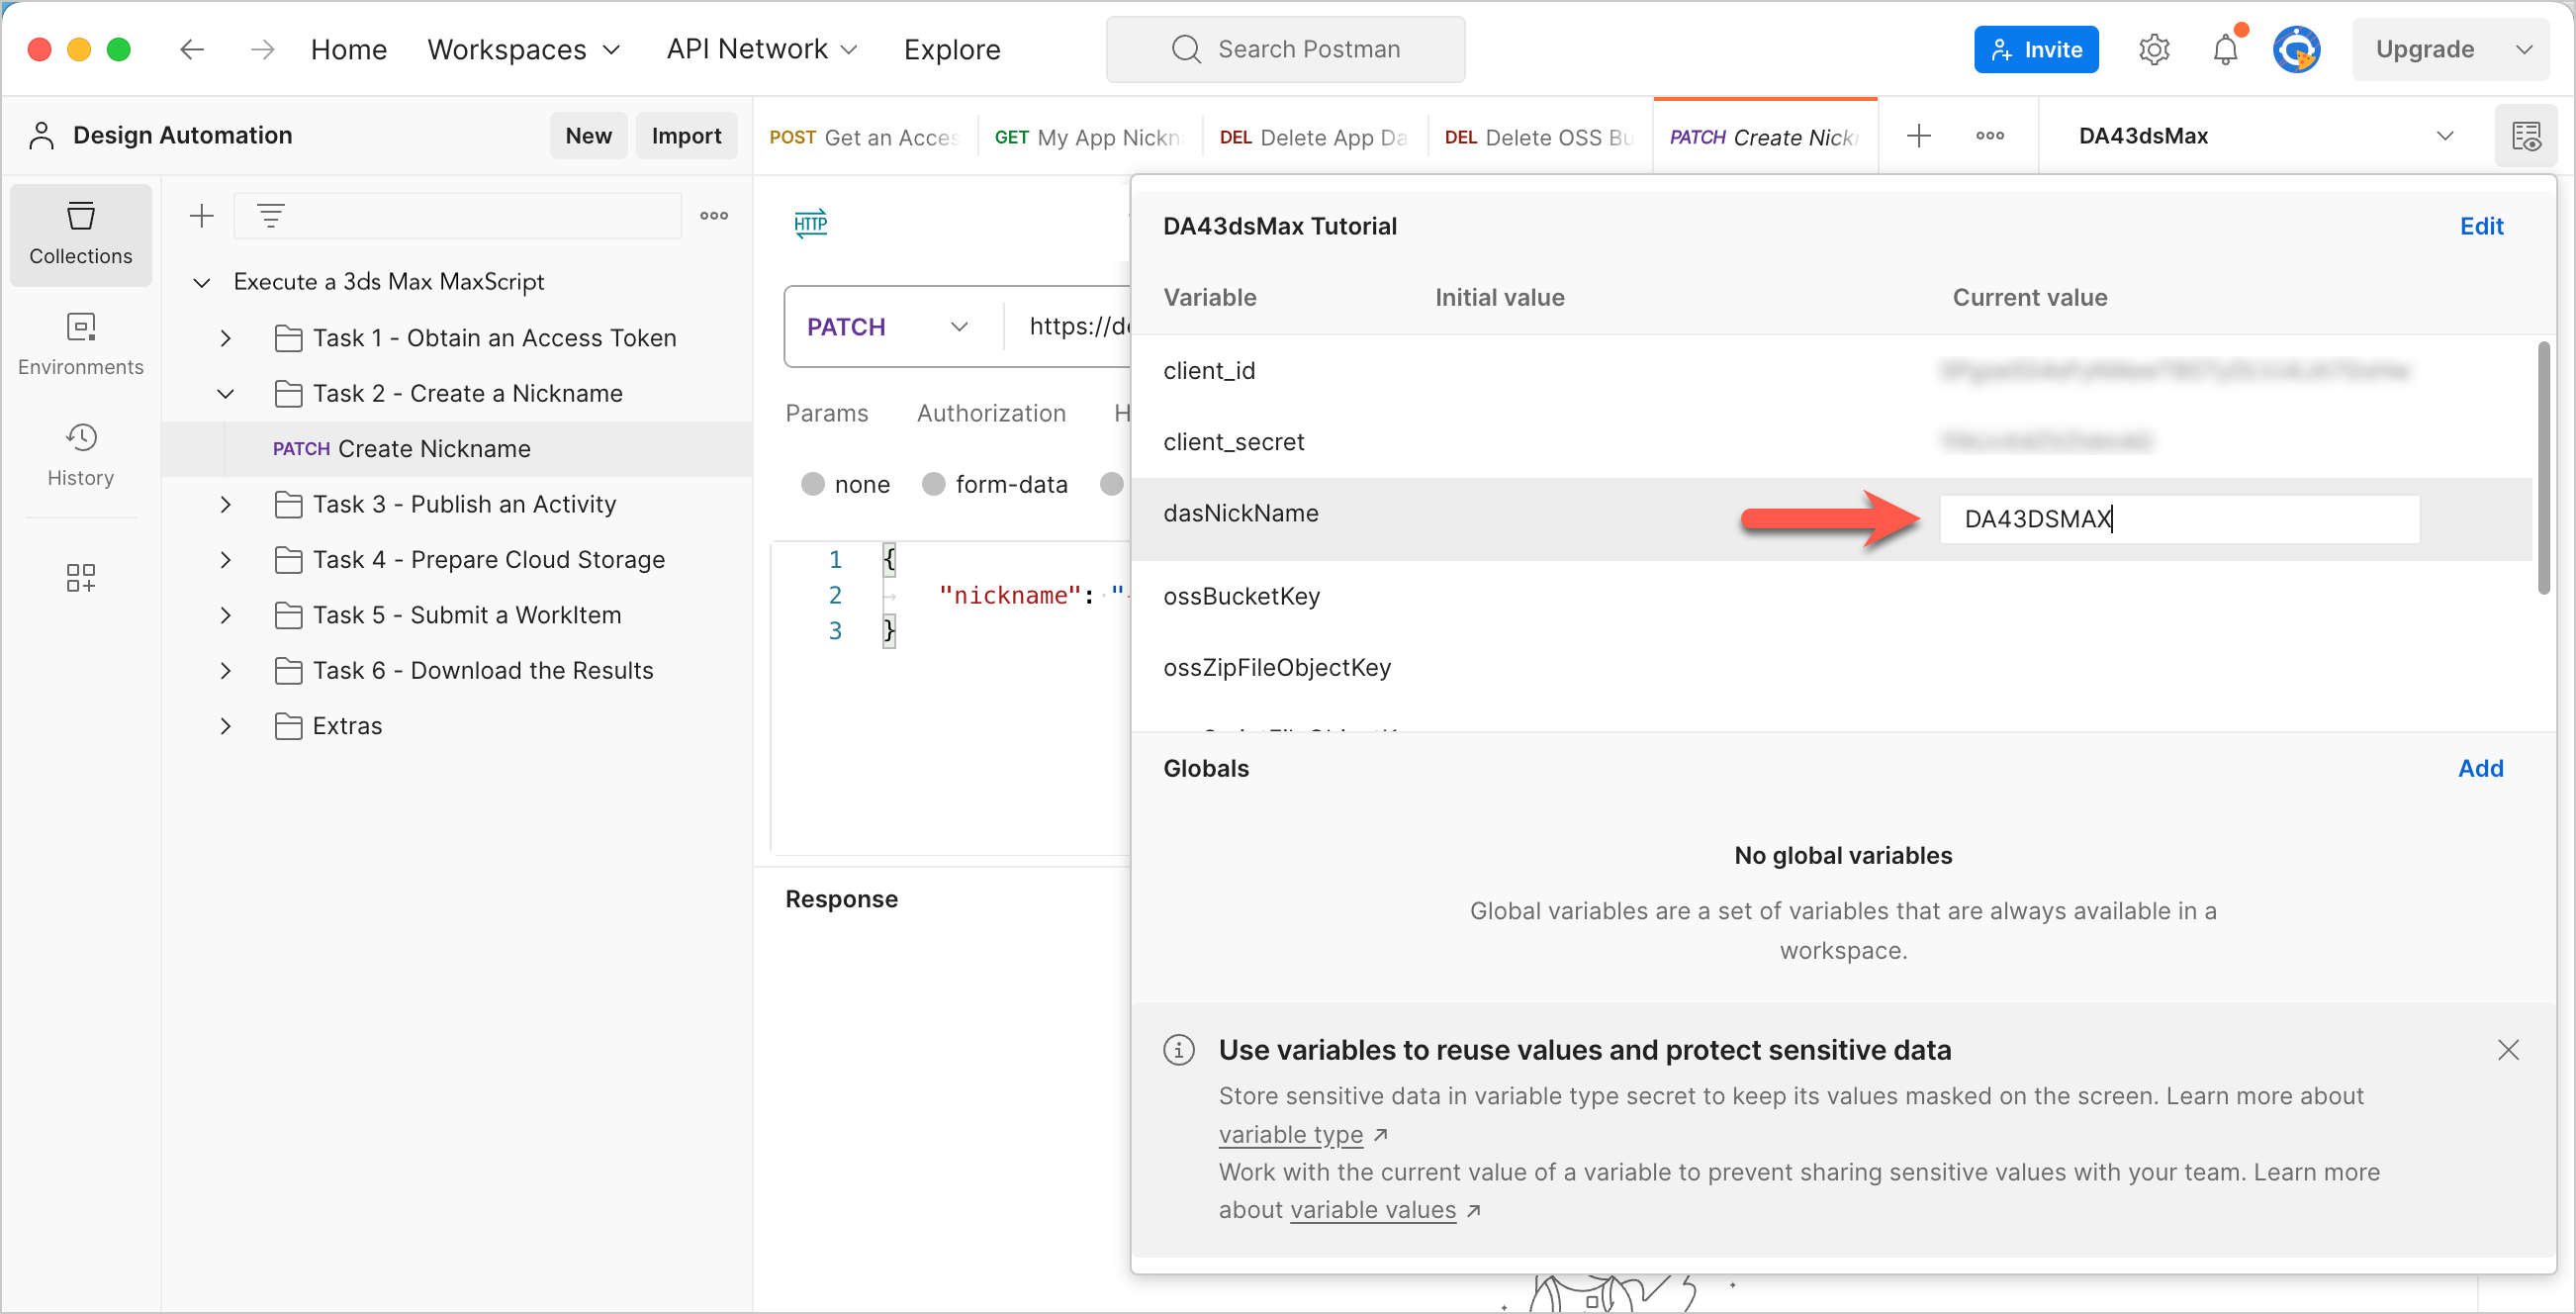 Home Workspaces API Network Explore Search Postman Invite Upgrade
Design Automation New Import
POST Get an Acces GET My App Nickn DEL Delete App Da DEL Delete OSS Bu PATCH Create Nick DA43dsMax
Collections
Environments
History
Execute a 3ds Max MaxScript
Task 1 - Obtain an Access Token
Task 2 - Create a Nickname
PATCH Create Nickname
Task 3 - Publish an Activity
Task 4 - Prepare Cloud Storage
Task 5 - Submit a WorkItem
Task 6 - Download the Results
Extras
HTTP
PATCH https://de
Params Authorization H
none form-data
1 {
2 "nickname": "
3 }
Response
DA43dsMax Tutorial Edit
Variable Initial value Current value
client_id
client_secret
dasNickName DA43DSMAX
ossBucketKey
ossZipFileObjectKey
Globals Add
No global variables
Global variables are a set of variables that are always available in a
workspace.
Use variables to reuse values and protect sensitive data
Store sensitive data in variable type secret to keep its values masked on the screen. Learn more about
variable type ↗
Work with the current value of a variable to prevent sharing sensitive values with your team. Learn more
about variable values ↗